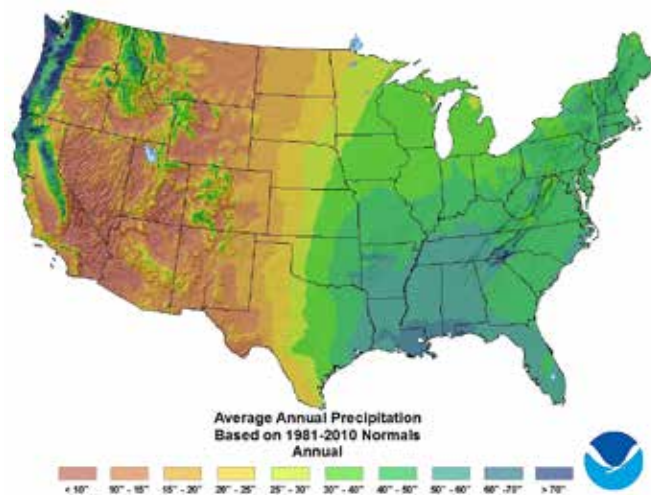 Average Annual Precipitation
Based on 1981-2010 Normals
Annual
< 10" 10" - 15" 15" - 20" 20" - 25" 25" - 30" 30" - 40" 40" - 50" 50" - 60" 60" - 70" > 70"